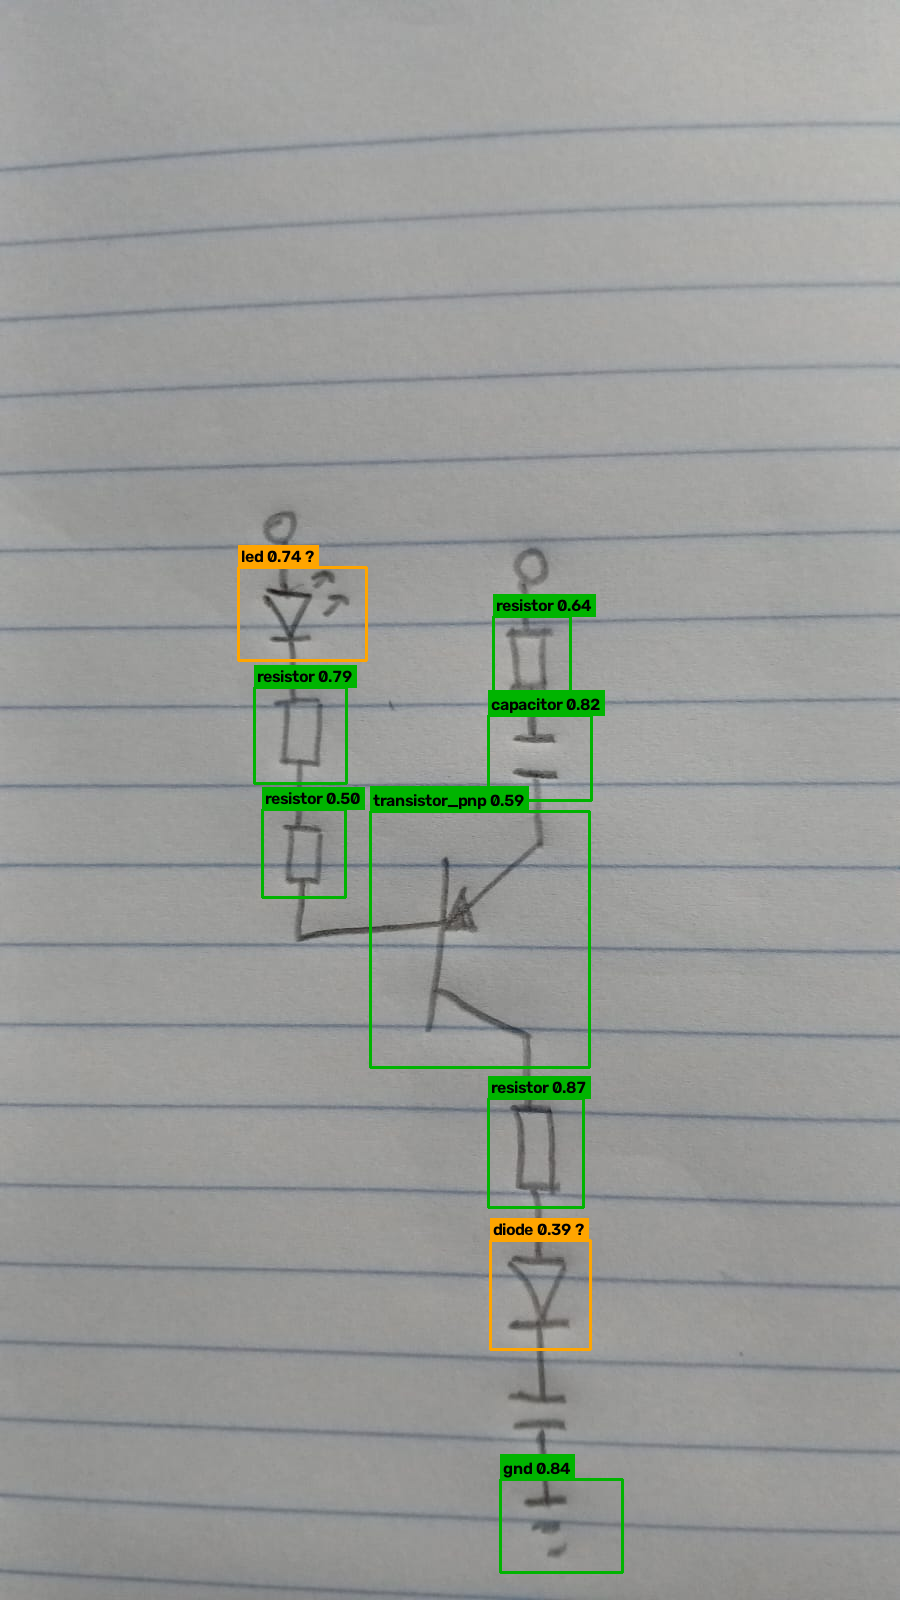 led 0.74 ?
resistor 0.64
resistor 0.79
capacitor 0.82
resistor 0.50
transistor_pnp 0.59
resistor 0.87
diode 0.39 ?
gnd 0.84